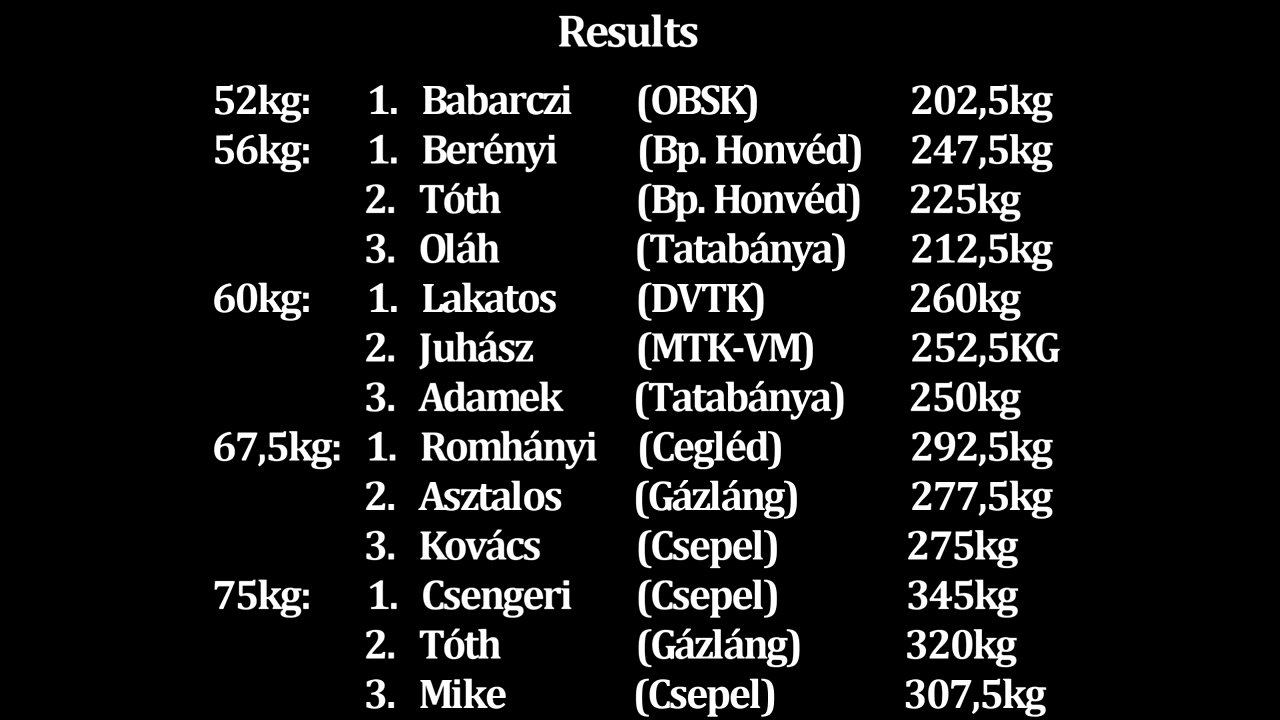 Results
52kg: 1. Babarczi (OBSK) 202,5kg
56kg: 1. Berényi (Bp. Honvéd) 247,5kg
2. Tóth (Bp. Honvéd) 225kg
3. Oláh (Tatabánya) 212,5kg
60kg: 1. Lakatos (DVTK) 260kg
2. Juhász (MTK-VM) 252,5KG
3. Adamek (Tatabánya) 250kg
67,5kg: 1. Romhányi (Cegléd) 292,5kg
2. Asztalos (Gázláng) 277,5kg
3. Kovács (Csepel) 275kg
75kg: 1. Csengeri (Csepel) 345kg
2. Tóth (Gázláng) 320kg
3. Mike (Csepel) 307,5kg